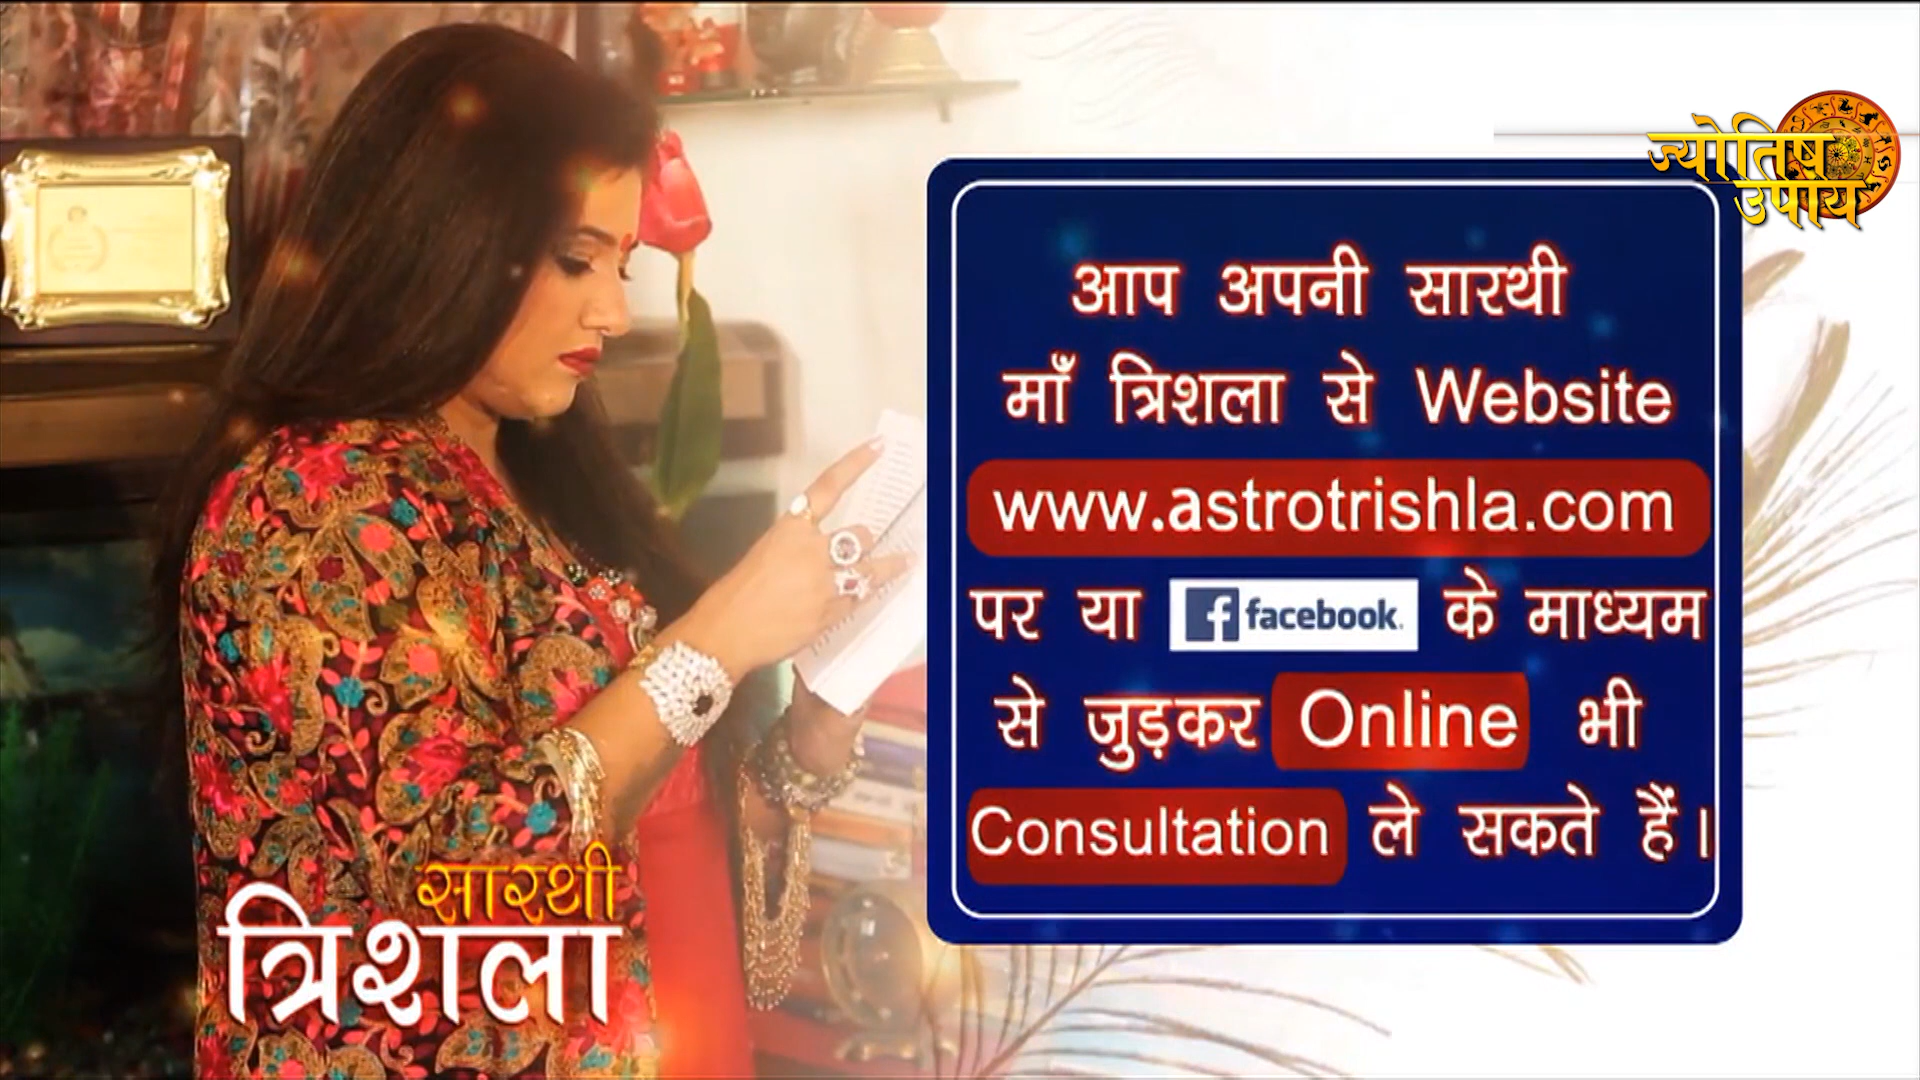 ज्योतिष
उपाय
आप अपनी सारथी
माँ त्रिशला से Website
www.astrotrishla.com
पर या facebook. के माध्यम
से जुड़कर Online भी
Consultation ले सकते हैं।
सारथी
त्रिशला